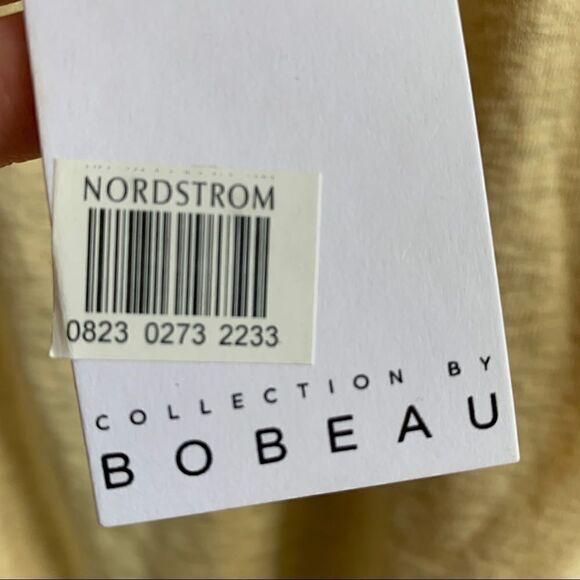 NORDSTROM
0823 0273 2233
COLLECTION BY
BOBEAU